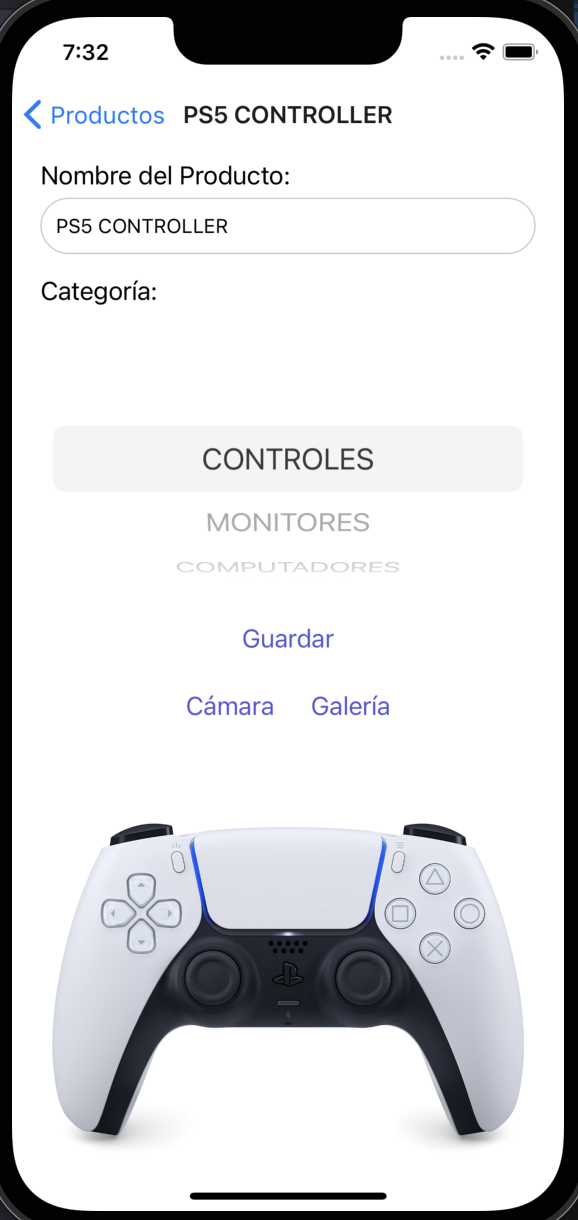 7:32
Productos PS5 CONTROLLER
Nombre del Producto:
PS5 CONTROLLER
Categoría:
CONTROLES
MONITORES
COMPUTADORES
Guardar
Cámara Galería